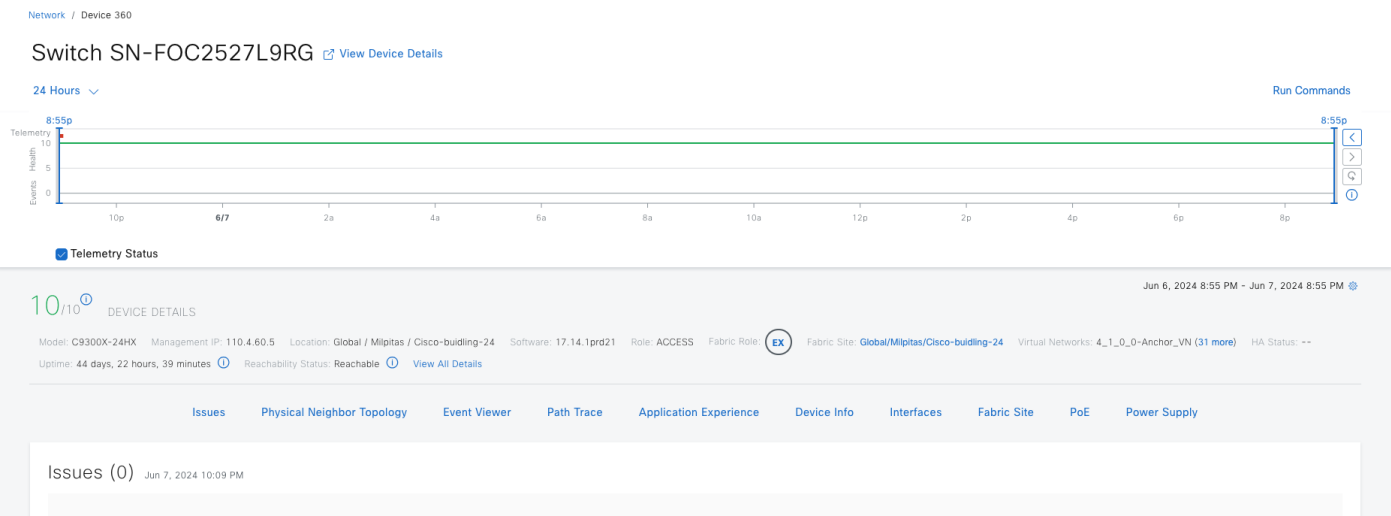 Network / Device 360
Switch SN-FOC2527L9RG View Device Details
24 Hours Run Commands
8:55p 8:55p
Telemetry
10
Health
5
Events
0
10p 6/7 2a 4a 6a 8a 10a 12p 2p 4p 6p 8p
Telemetry Status
Jun 6, 2024 8:55 PM - Jun 7, 2024 8:55 PM
10/10 DEVICE DETAILS
Model: C9300X-24HX Management IP: 110.4.60.5 Location: Global / Milpitas / Cisco-buidling-24 Software: 17.14.1prd21 Role: ACCESS Fabric Role: EX Fabric Site: Global/Milpitas/Cisco-buidling-24 Virtual Networks: 4_1_0_0-Anchor_VN (31 more) HA Status: --
Uptime: 44 days, 22 hours, 39 minutes Reachability Status: Reachable View All Details
Issues Physical Neighbor Topology Event Viewer Path Trace Application Experience Device Info Interfaces Fabric Site PoE Power Supply
Issues (0) Jun 7, 2024 10:09 PM